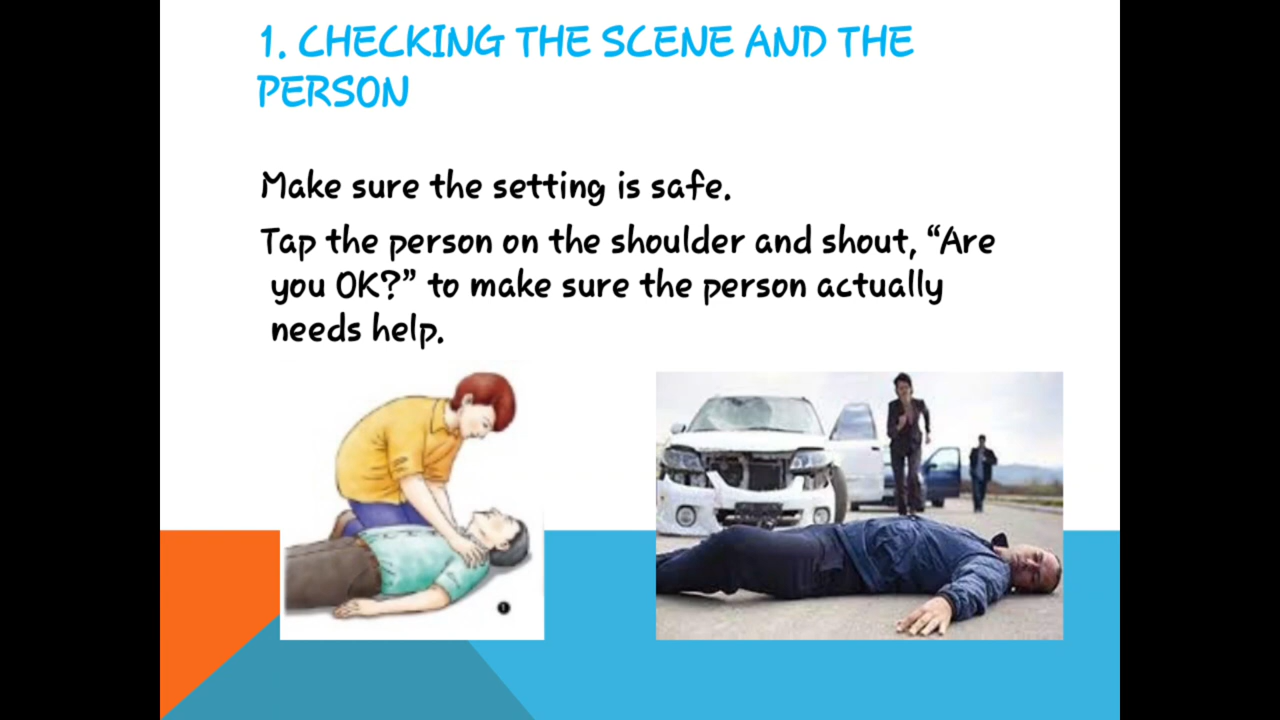 1. CHECKING THE SCENE AND THE
PERSON
Make sure the setting is safe.
Tap the person on the shoulder and shout, “Are
you OK?” to make sure the person actually
needs help.
1